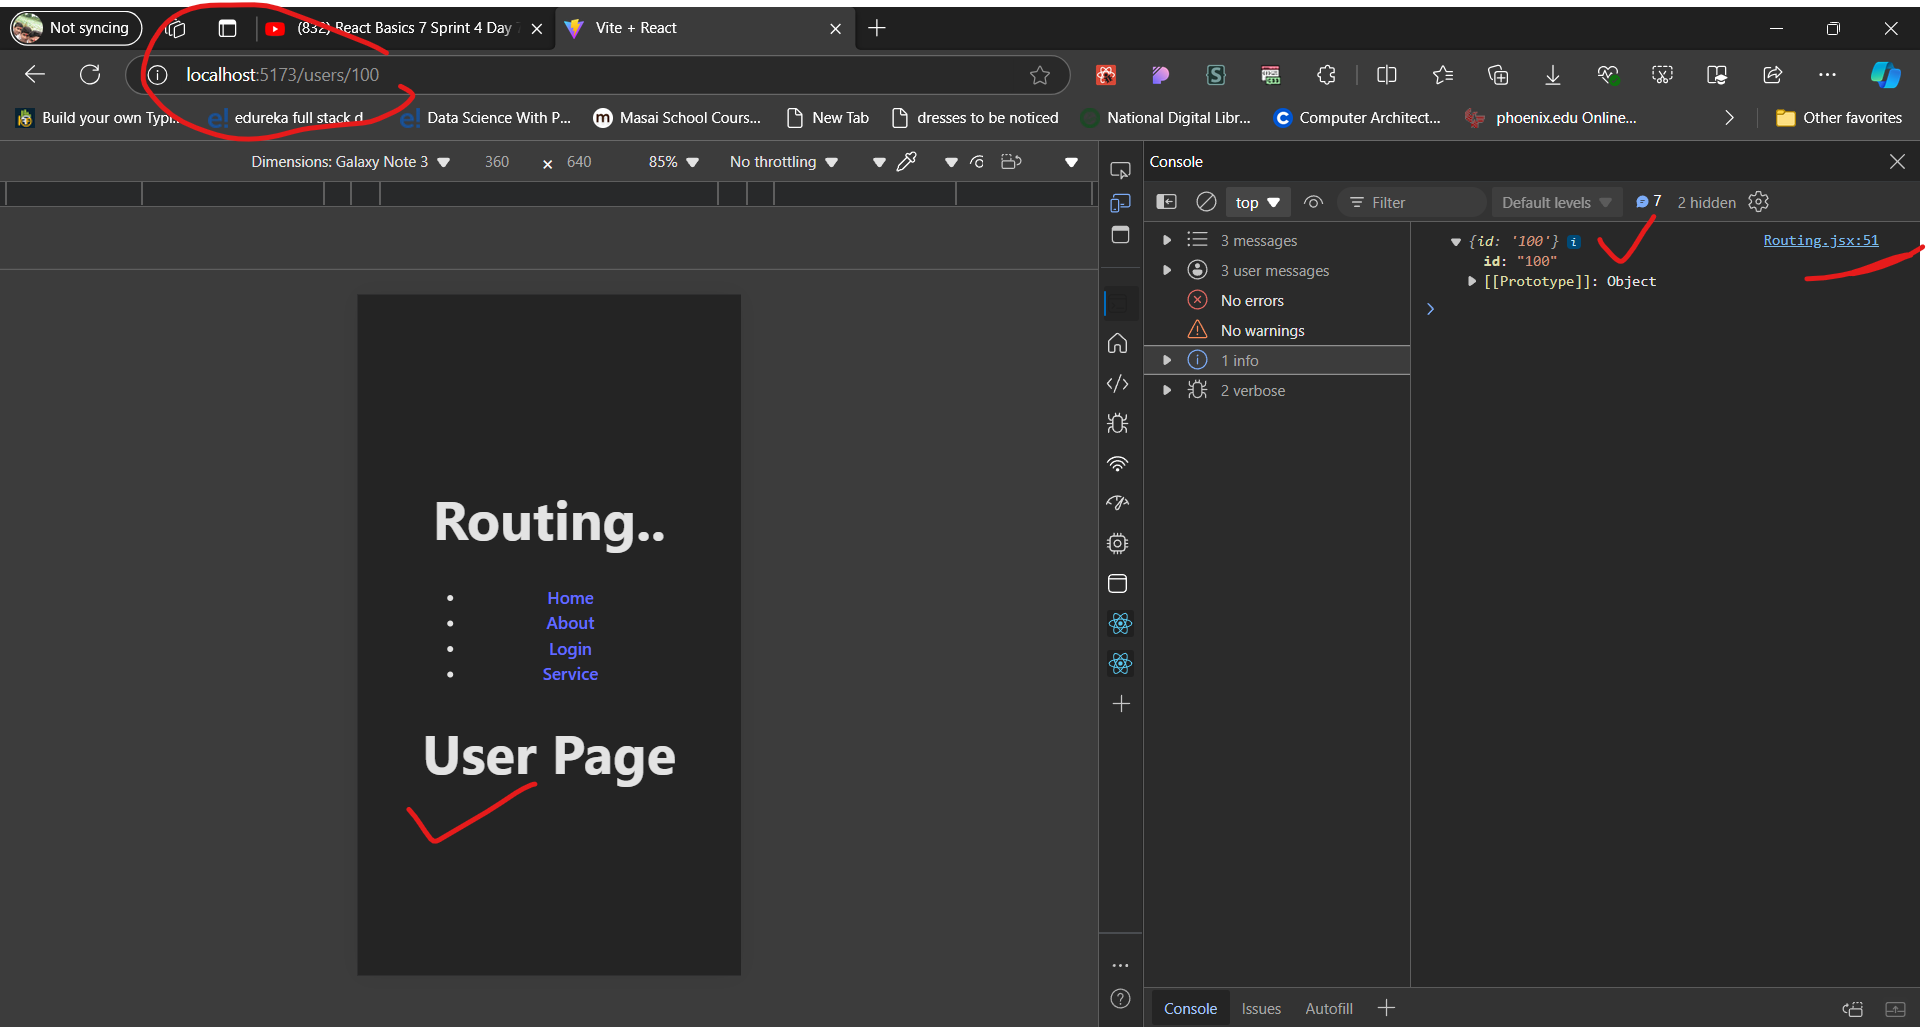 Not syncing
(832) React Basics 7 Sprint 4 Day
Vite + React
localhost:5173/users/100
Build your own Typi...
edureka full stack d
Data Science With P...
Masai School Cours...
New Tab
dresses to be noticed
National Digital Libr...
Computer Architect...
phoenix.edu Online...
Other favorites
Dimensions: Galaxy Note 3
360
×
640
85%
No throttling
Console
top
Filter
Default levels
7
2 hidden
3 messages
3 user messages
No errors
No warnings
1 info
2 verbose
{id: '100'}
Routing.jsx:51
id: "100"
[[Prototype]]: Object
Routing..
Home
About
Login
Service
User Page
Console
Issues
Autofill